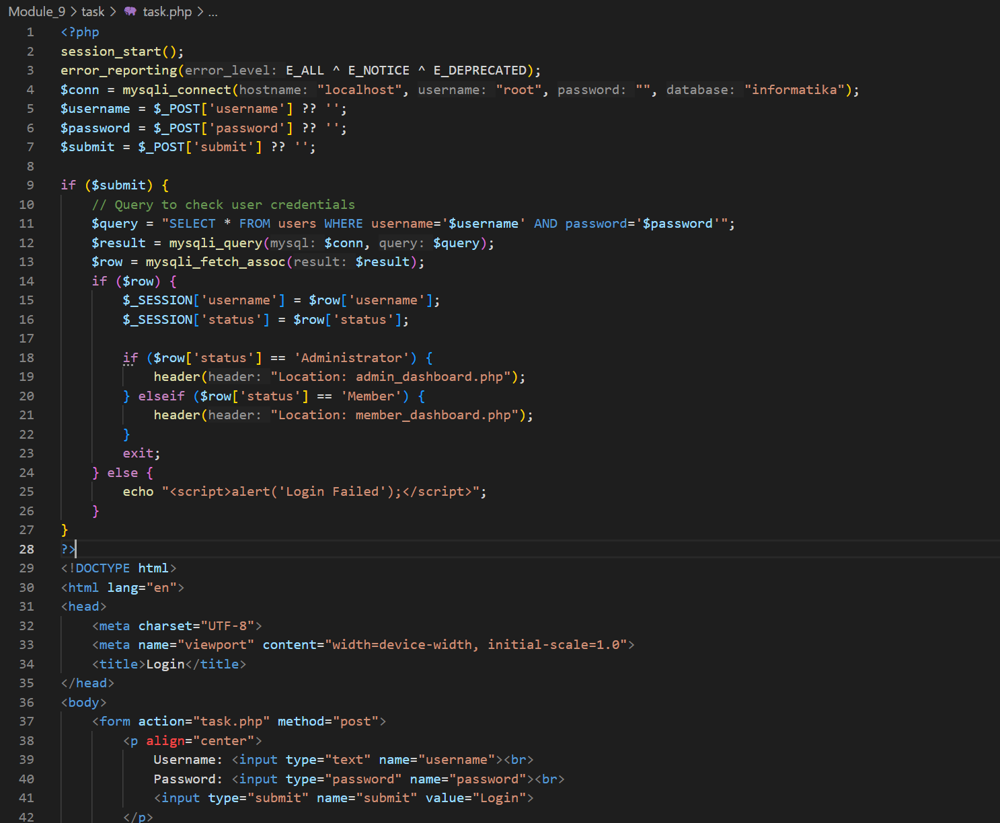 Module_9 > task > task.php > ...
1 <?php
2 session_start();
3 error_reporting(error_level: E_ALL ^ E_NOTICE ^ E_DEPRECATED);
4 $conn = mysqli_connect(hostname: "localhost", username: "root", password: "", database: "informatika");
5 $username = $_POST['username'] ?? '';
6 $password = $_POST['password'] ?? '';
7 $submit = $_POST['submit'] ?? '';
8
9 if ($submit) {
10     // Query to check user credentials
11     $query = "SELECT * FROM users WHERE username='$username' AND password='$password'";
12     $result = mysqli_query(mysql: $conn, query: $query);
13     $row = mysqli_fetch_assoc(result: $result);
14     if ($row) {
15         $_SESSION['username'] = $row['username'];
16         $_SESSION['status'] = $row['status'];
17
18         if ($row['status'] == 'Administrator') {
19             header(header: "Location: admin_dashboard.php");
20         } elseif ($row['status'] == 'Member') {
21             header(header: "Location: member_dashboard.php");
22         }
23         exit;
24     } else {
25         echo "<script>alert('Login Failed');</script>";
26     }
27 }
28 ?>
29 <!DOCTYPE html>
30 <html lang="en">
31 <head>
32     <meta charset="UTF-8">
33     <meta name="viewport" content="width=device-width, initial-scale=1.0">
34     <title>Login</title>
35 </head>
36 <body>
37     <form action="task.php" method="post">
38         <p align="center">
39             Username: <input type="text" name="username"><br>
40             Password: <input type="password" name="password"><br>
41             <input type="submit" name="submit" value="Login">
42         </p>